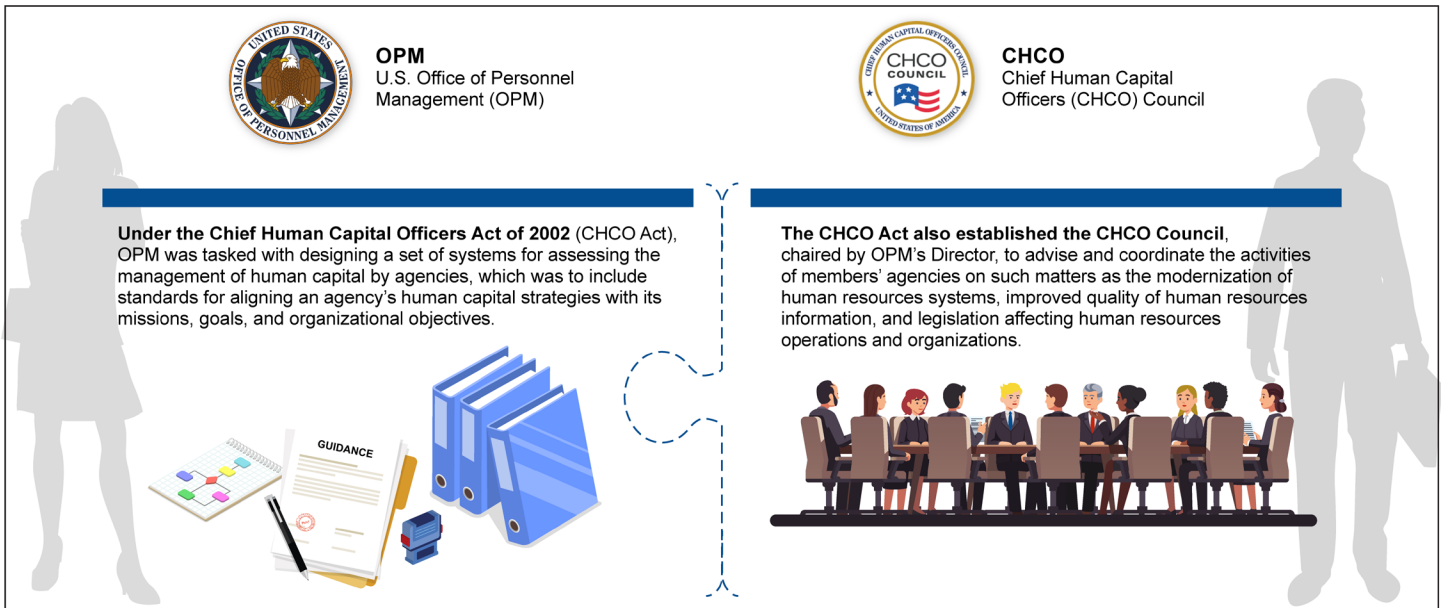 UNITED STATES
OFFICE OF PERSONNEL MANAGEMENT
OPM
U.S. Office of Personnel
Management (OPM)
CHIEF HUMAN CAPITAL OFFICERS COUNCIL
CHCO
COUNCIL
UNITED STATES OF AMERICA
CHCO
Chief Human Capital
Officers (CHCO) Council
Under the Chief Human Capital Officers Act of 2002 (CHCO Act),
OPM was tasked with designing a set of systems for assessing the
management of human capital by agencies, which was to include
standards for aligning an agency’s human capital strategies with its
missions, goals, and organizational objectives.
The CHCO Act also established the CHCO Council,
chaired by OPM’s Director, to advise and coordinate the activities
of members’ agencies on such matters as the modernization of
human resources systems, improved quality of human resources
information, and legislation affecting human resources
operations and organizations.
GUIDANCE